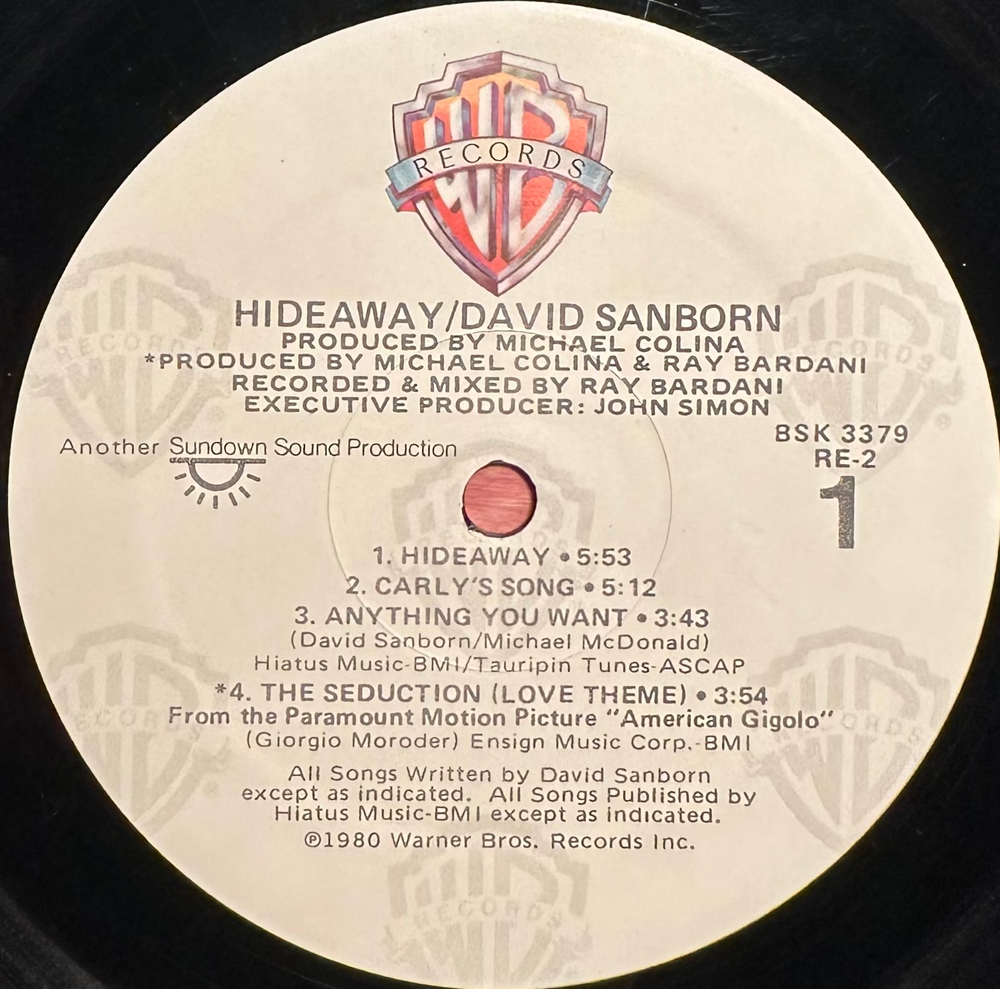 WB
RECORDS
HIDEAWAY/DAVID SANBORN
PRODUCED BY MICHAEL COLINA
*PRODUCED BY MICHAEL COLINA & RAY BARDANI
RECORDED & MIXED BY RAY BARDANI
EXECUTIVE PRODUCER: JOHN SIMON
BSK 3379
RE-2
Another Sundown Sound Production
1
1. HIDEAWAY • 5:53
2. CARLY'S SONG • 5:12
3. ANYTHING YOU WANT • 3:43
(David Sanborn/Michael McDonald)
Hiatus Music-BMI/Tauripin Tunes-ASCAP
*4. THE SEDUCTION (LOVE THEME) • 3:54
From the Paramount Motion Picture "American Gigolo"
(Giorgio Moroder) Ensign Music Corp.-BMI
All Songs Written by David Sanborn
except as indicated. All Songs Published by
Hiatus Music-BMI except as indicated.
℗1980 Warner Bros. Records Inc.